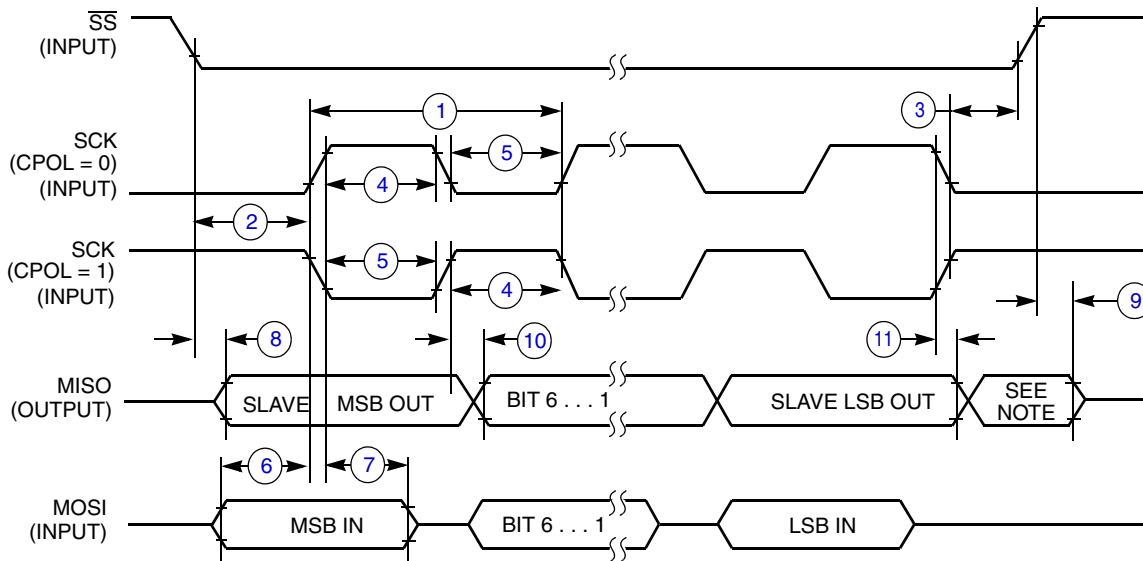 SS
(INPUT)
1
3
SCK
(CPOL = 0)
(INPUT)
5
4
2
SCK
(CPOL = 1)
(INPUT)
5
4
9
8
10
11
MISO
(OUTPUT)
SLAVE MSB OUT
BIT 6 . . . 1
SLAVE LSB OUT
SEE
NOTE
6
7
MOSI
(INPUT)
MSB IN
BIT 6 . . . 1
LSB IN